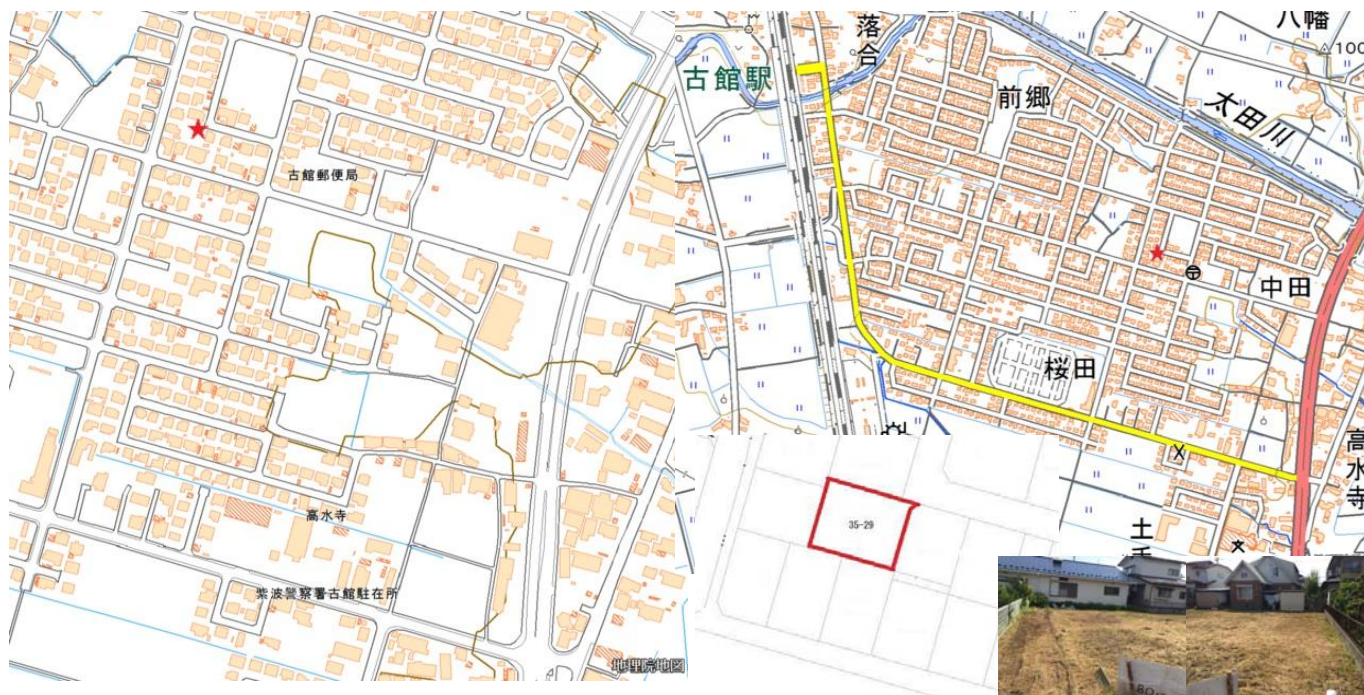 古館郵便局
高水寺
紫波警察署古館駐在所
地理院地図
八幡
落合
100
古館駅
前郷
太田川
中田
桜田
高水寺
35-29